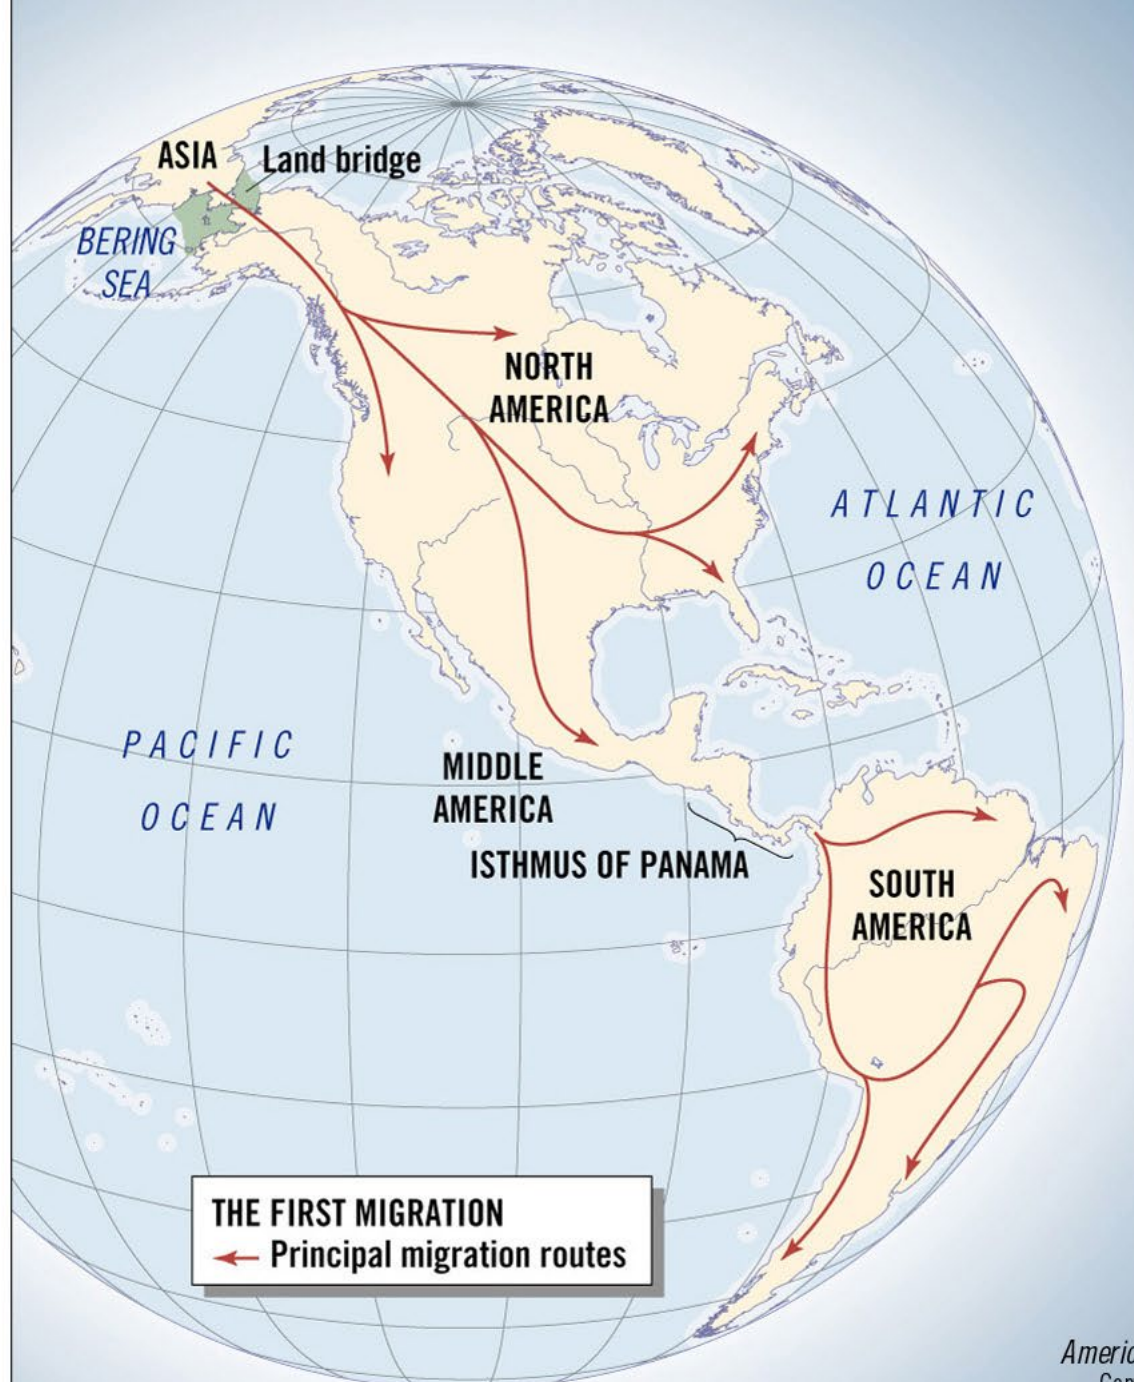 ASIA
Land bridge
BERING
SEA
NORTH
AMERICA
ATLANTIC
OCEAN
PACIFIC
OCEAN
MIDDLE
AMERICA
ISTHMUS OF PANAMA
SOUTH
AMERICA
THE FIRST MIGRATION
Principal migration routes